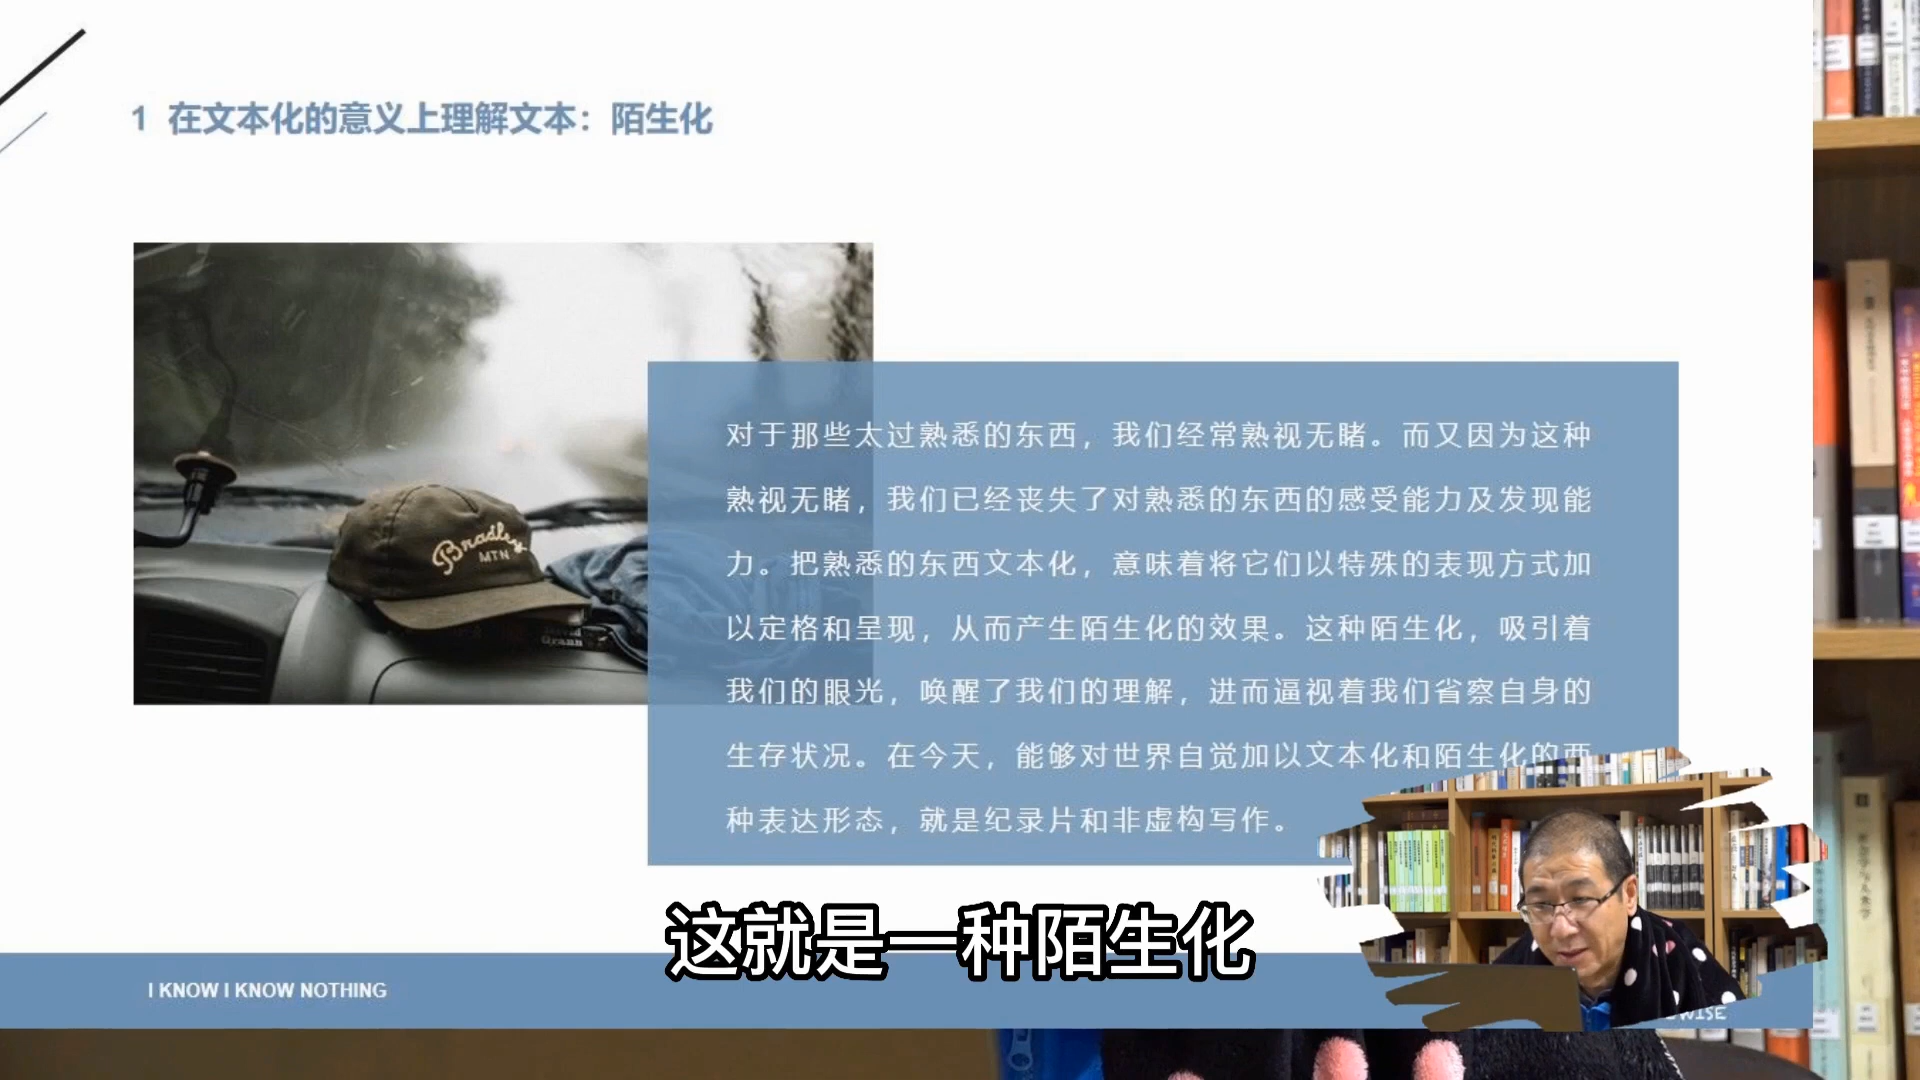 1 在文本化的意义上理解文本：陌生化
Bradley
MTN
David
Grann
对于那些太过熟悉的东西，我们经常熟视无睹。而又因为这种
熟视无睹，我们已经丧失了对熟悉的东西的感受能力及发现能
力。把熟悉的东西文本化，意味着将它们以特殊的表现方式加
以定格和呈现，从而产生陌生化的效果。这种陌生化，吸引着
我们的眼光，唤醒了我们的理解，进而逼视着我们省察自身的
生存状况。在今天，能够对世界自觉加以文本化和陌生化的两
种表达形态，就是纪录片和非虚构写作。
这就是一种陌生化
I KNOW I KNOW NOTHING